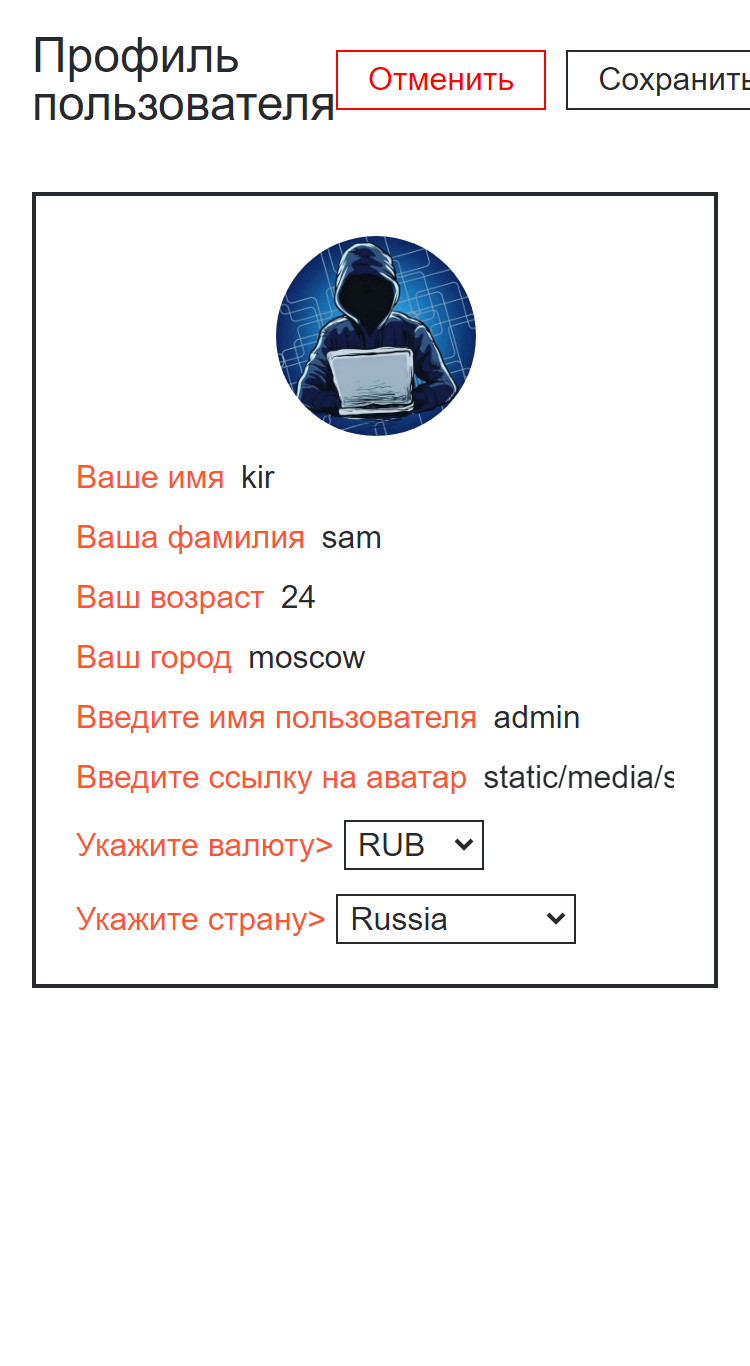 Профиль
пользователя
Отменить
Сохранить
Ваше имя kir
Ваша фамилия sam
Ваш возраст 24
Ваш город moscow
Введите имя пользователя admin
Введите ссылку на аватар static/media/s
Укажите валюту> RUB
Укажите страну> Russia